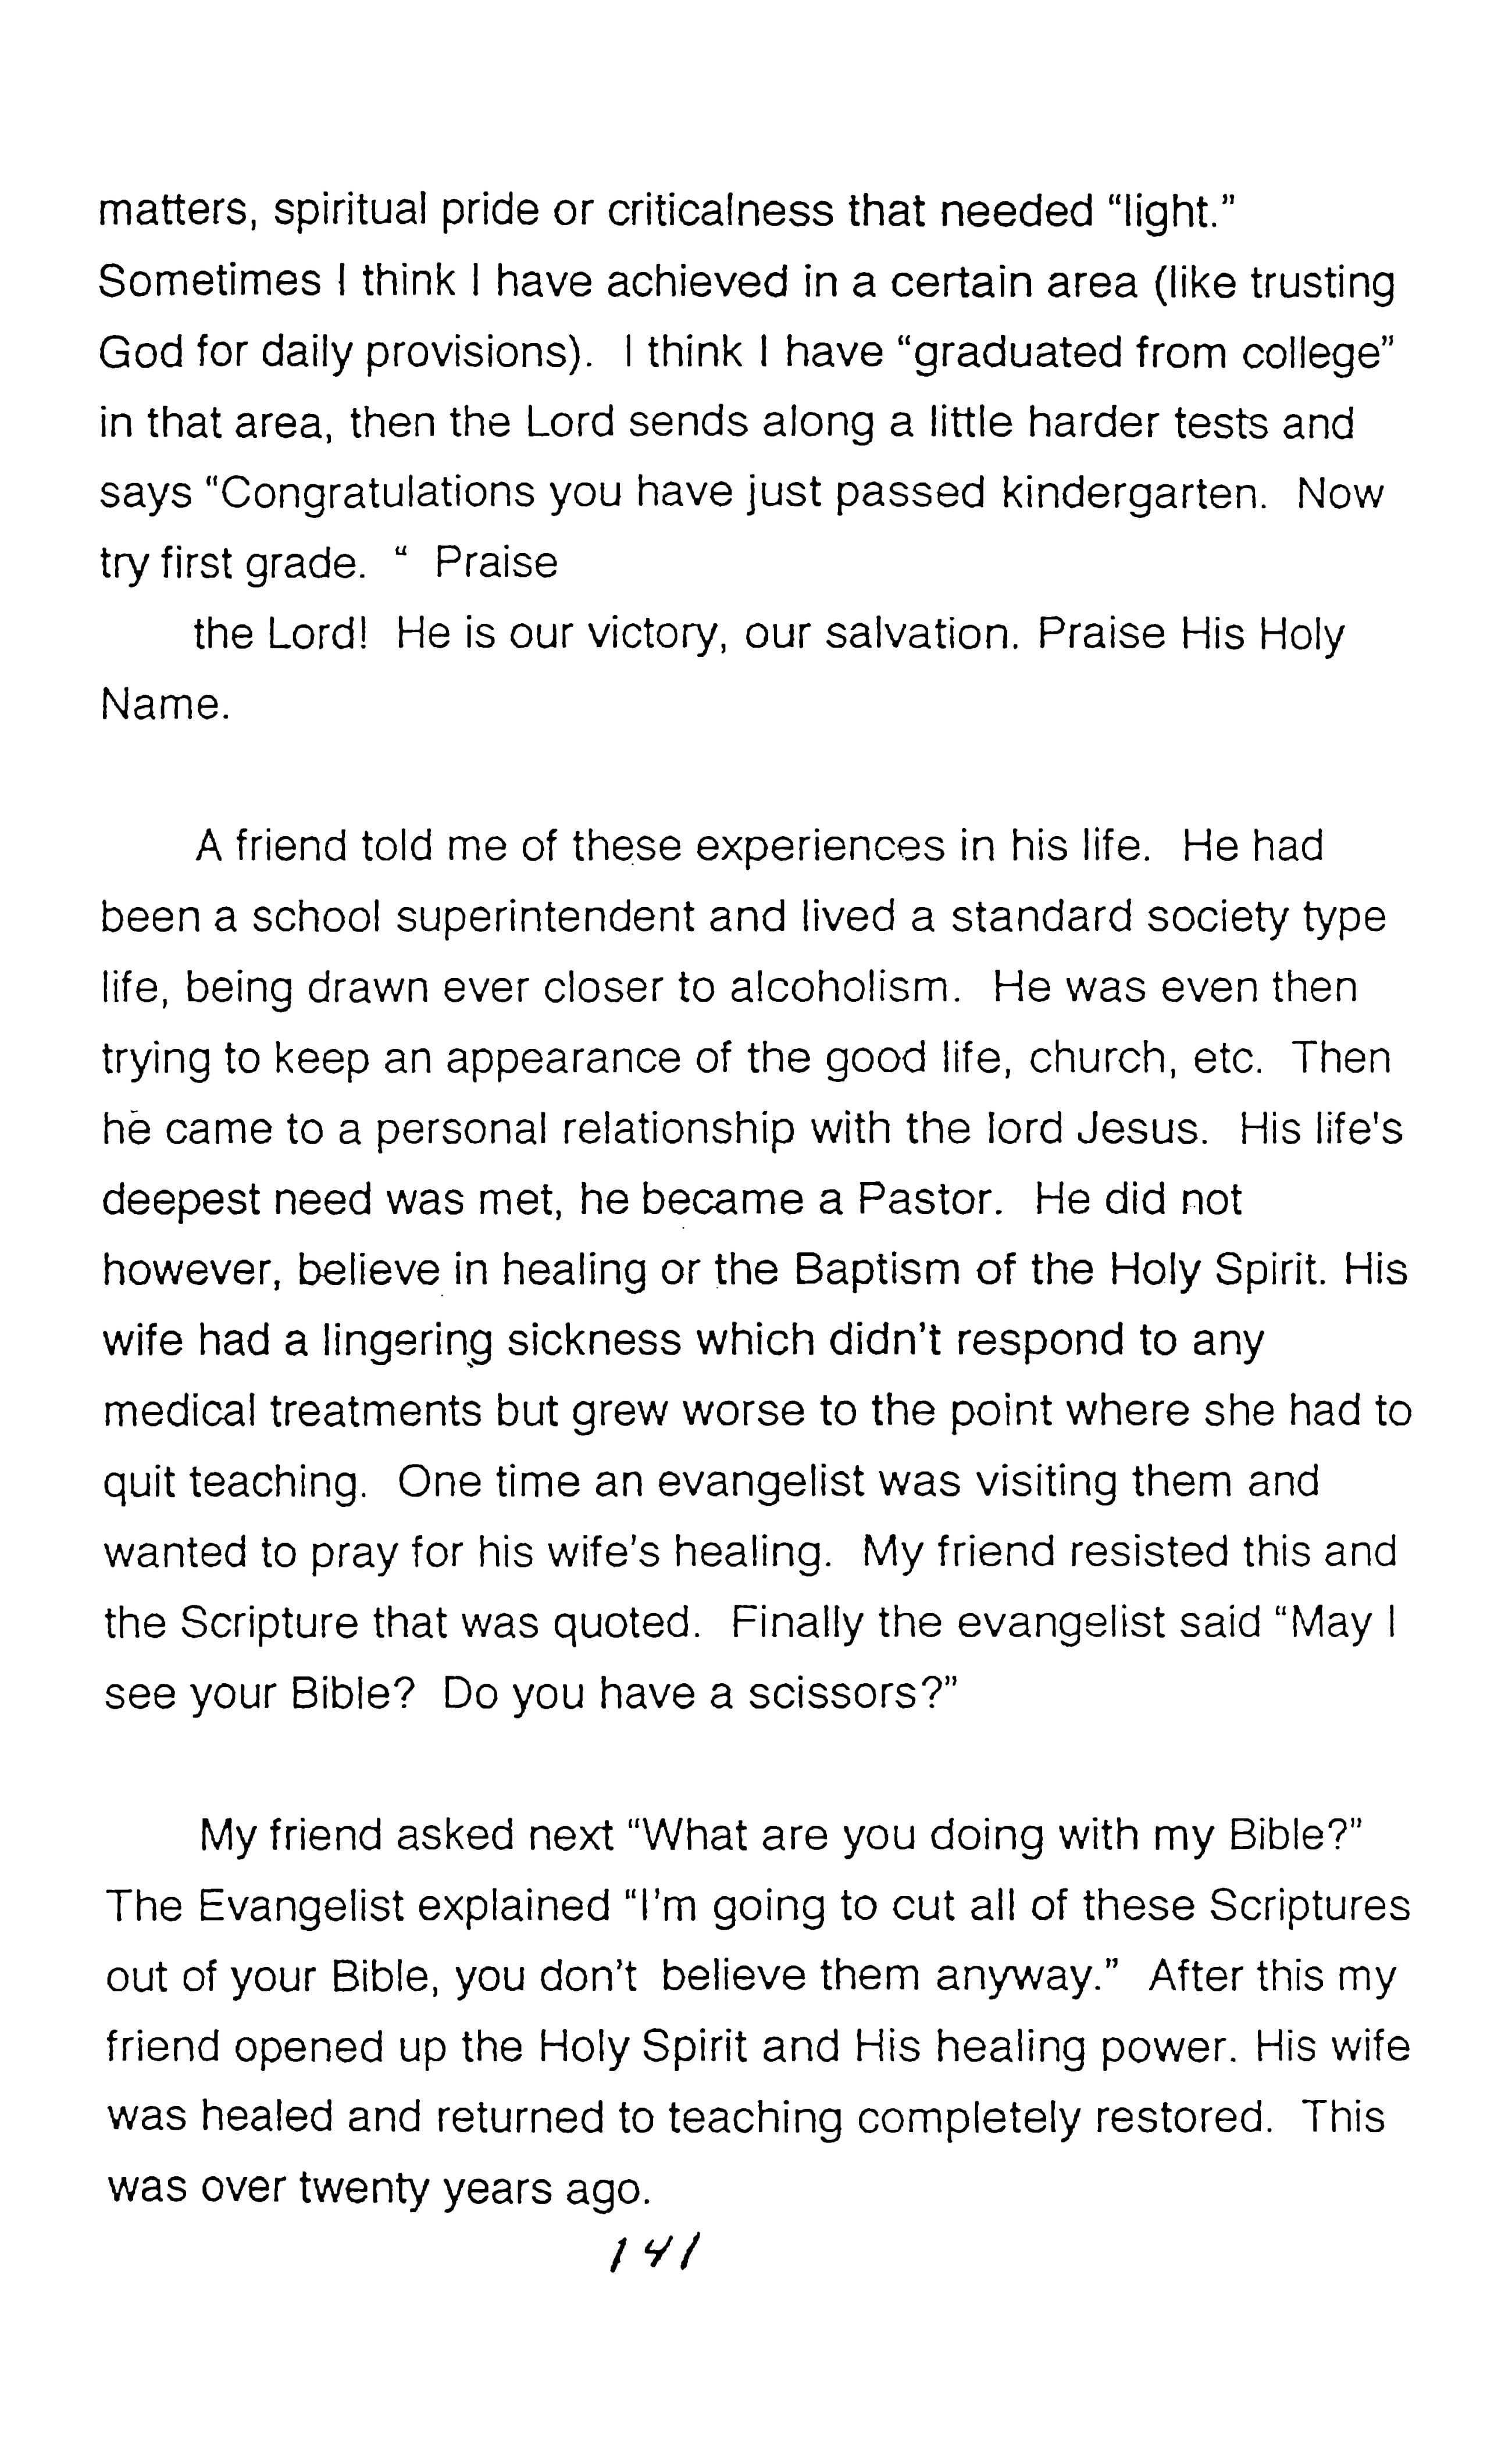 matters, spiritual pride or criticalness that needed “light.”
Sometimes I think I have achieved in a certain area (like trusting
God for daily provisions).  I think I have “graduated from college”
in that area, then the Lord sends along a little harder tests and
says “Congratulations you have just passed kindergarten.  Now
try first grade. “  Praise
the Lord!  He is our victory, our salvation. Praise His Holy
Name.
A friend told me of these experiences in his life.  He had
been a school superintendent and lived a standard society type
life, being drawn ever closer to alcoholism.  He was even then
trying to keep an appearance of the good life, church, etc.  Then
he came to a personal relationship with the lord Jesus.  His life's
deepest need was met, he became a Pastor.  He did not
however, believe in healing or the Baptism of the Holy Spirit. His
wife had a lingering sickness which didn’t respond to any
medical treatments but grew worse to the point where she had to
quit teaching.  One time an evangelist was visiting them and
wanted to pray for his wife's healing.  My friend resisted this and
the Scripture that was quoted.  Finally the evangelist said “May I
see your Bible?  Do you have a scissors?”
My friend asked next “What are you doing with my Bible?”
The Evangelist explained “I’m going to cut all of these Scriptures
out of your Bible, you don’t  believe them anyway.”  After this my
friend opened up the Holy Spirit and His healing power. His wife
was healed and returned to teaching completely restored.  This
was over twenty years ago.
141